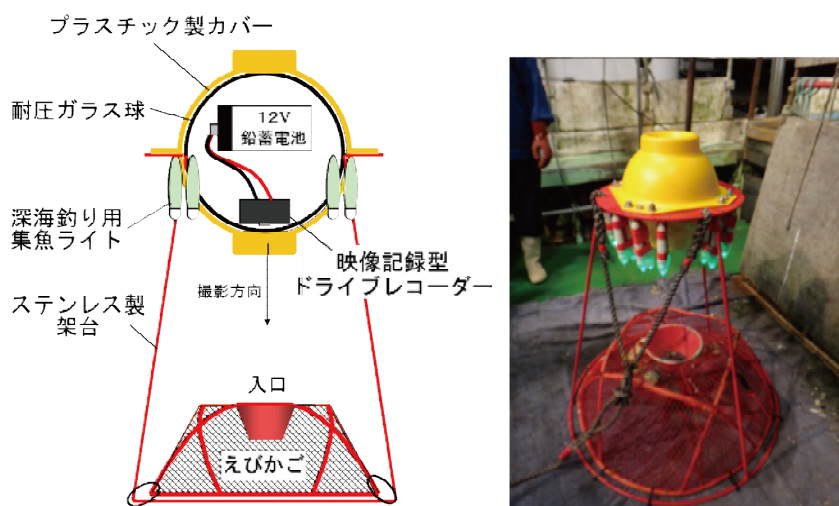 プラスチック製カバー
耐圧ガラス球
12V
鉛蓄電池
深海釣り用
集魚ライト
映像記録型
ドライブレコーダー
撮影方向
ステンレス製
架台
入口
えびかご